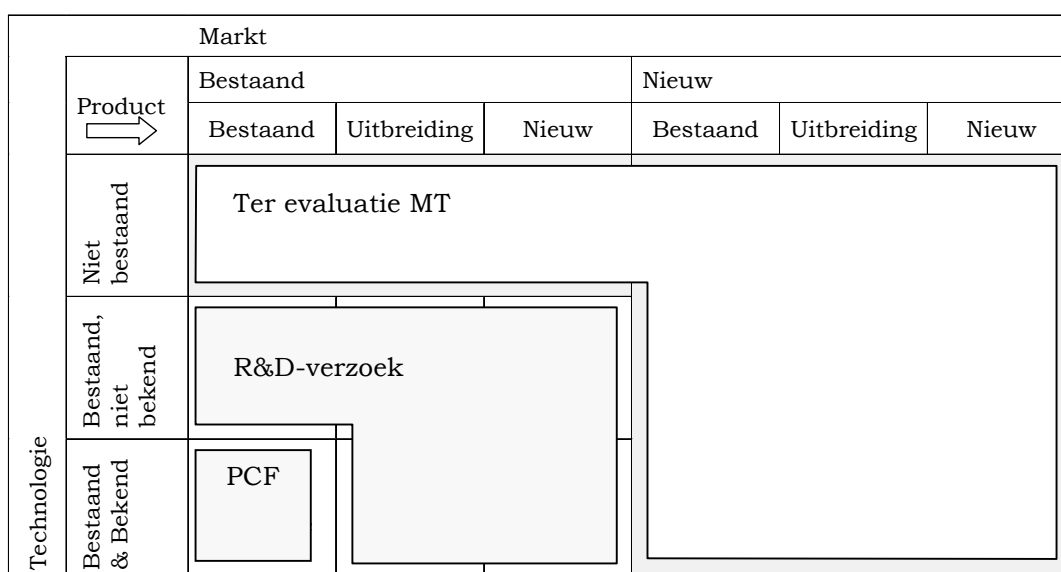 Markt
Bestaand
Nieuw
Product
Bestaand
Uitbreiding
Nieuw
Bestaand
Uitbreiding
Nieuw
Niet
bestaand
Ter evaluatie MT
Bestaand,
niet
bekend
R&D-verzoek
Technologie
Bestaand
& Bekend
PCF